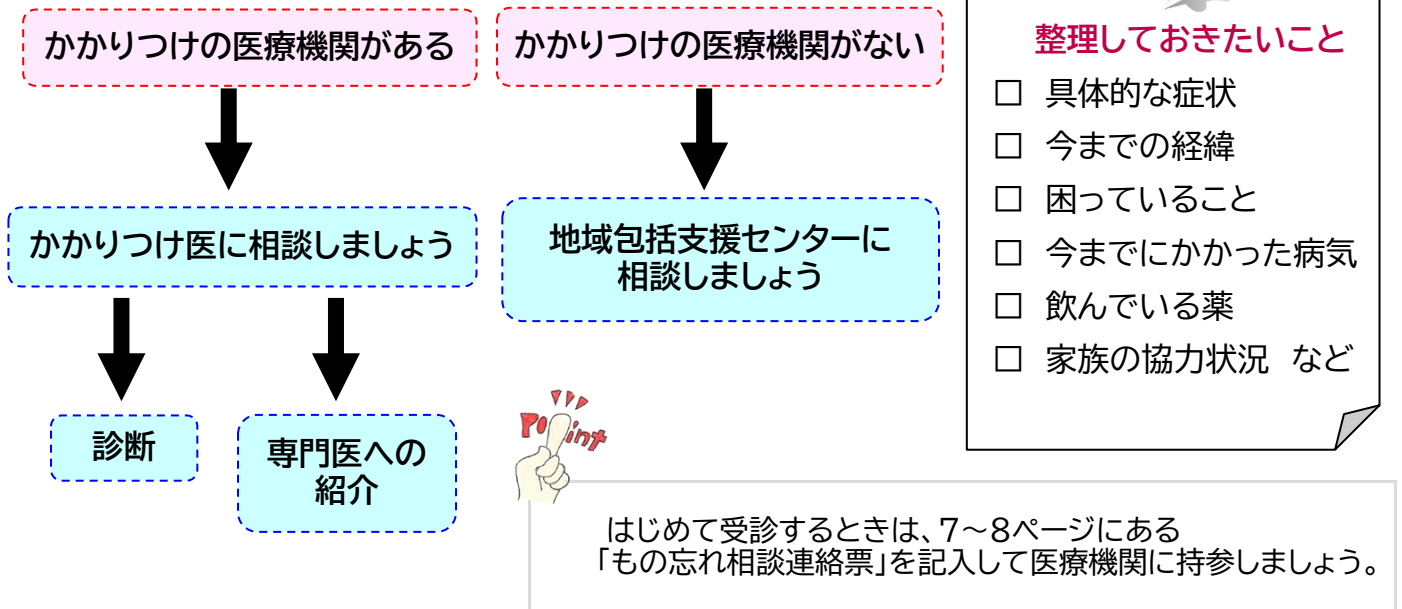 かかりつけの医療機関がある
かかりつけの医療機関がない
かかりつけ医に相談しましょう
地域包括支援センターに
相談しましょう
診断
専門医への
紹介
整理しておきたいこと
□ 具体的な症状
□ 今までの経緯
□ 困っていること
□ 今までにかかった病気
□ 飲んでいる薬
□ 家族の協力状況 など
Point
はじめて受診するときは、7～8ページにある
「もの忘れ相談連絡票」を記入して医療機関に持参しましょう。